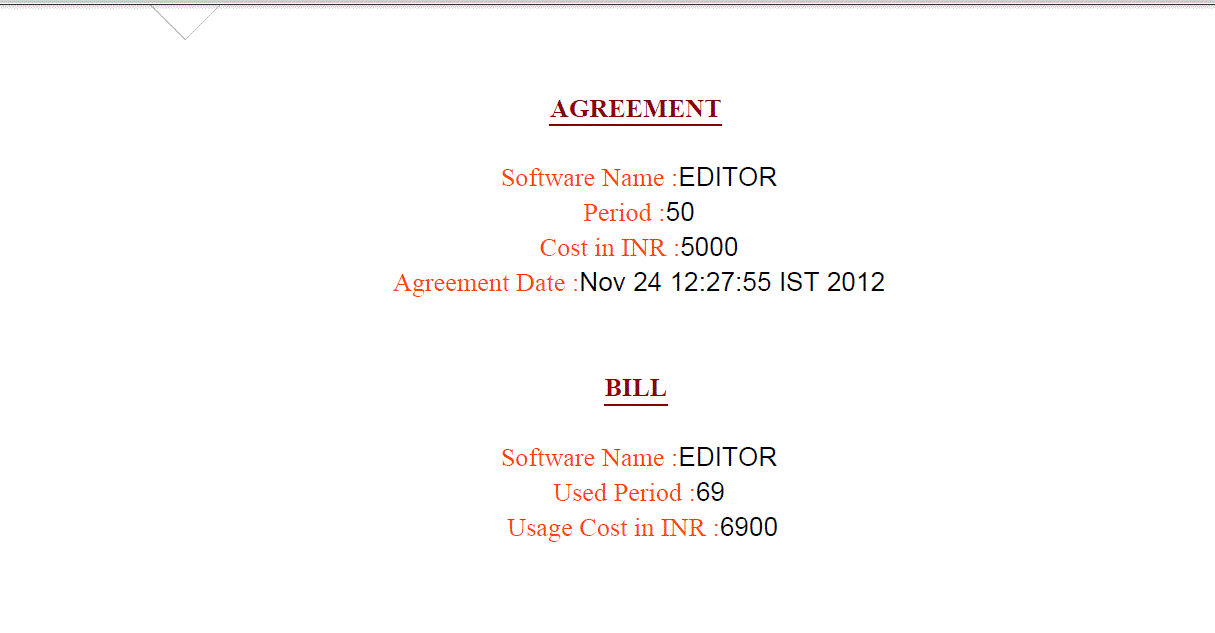 AGREEMENT
Software Name :EDITOR
Period :50
Cost in INR :5000
Agreement Date :Nov 24 12:27:55 IST 2012
BILL
Software Name :EDITOR
Used Period :69
Usage Cost in INR :6900